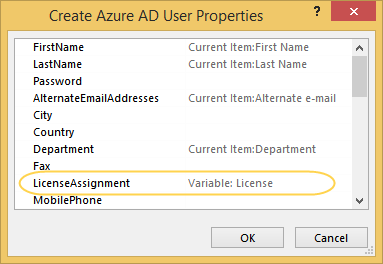 Create Azure AD User Properties ? ×
FirstName Current Item:First Name
LastName Current Item:Last Name
Password
AlternateEmailAddresses Current Item:Alternate e-mail
City
Country
Department Current Item:Department
Fax
LicenseAssignment Variable: License
MobilePhone
OK Cancel